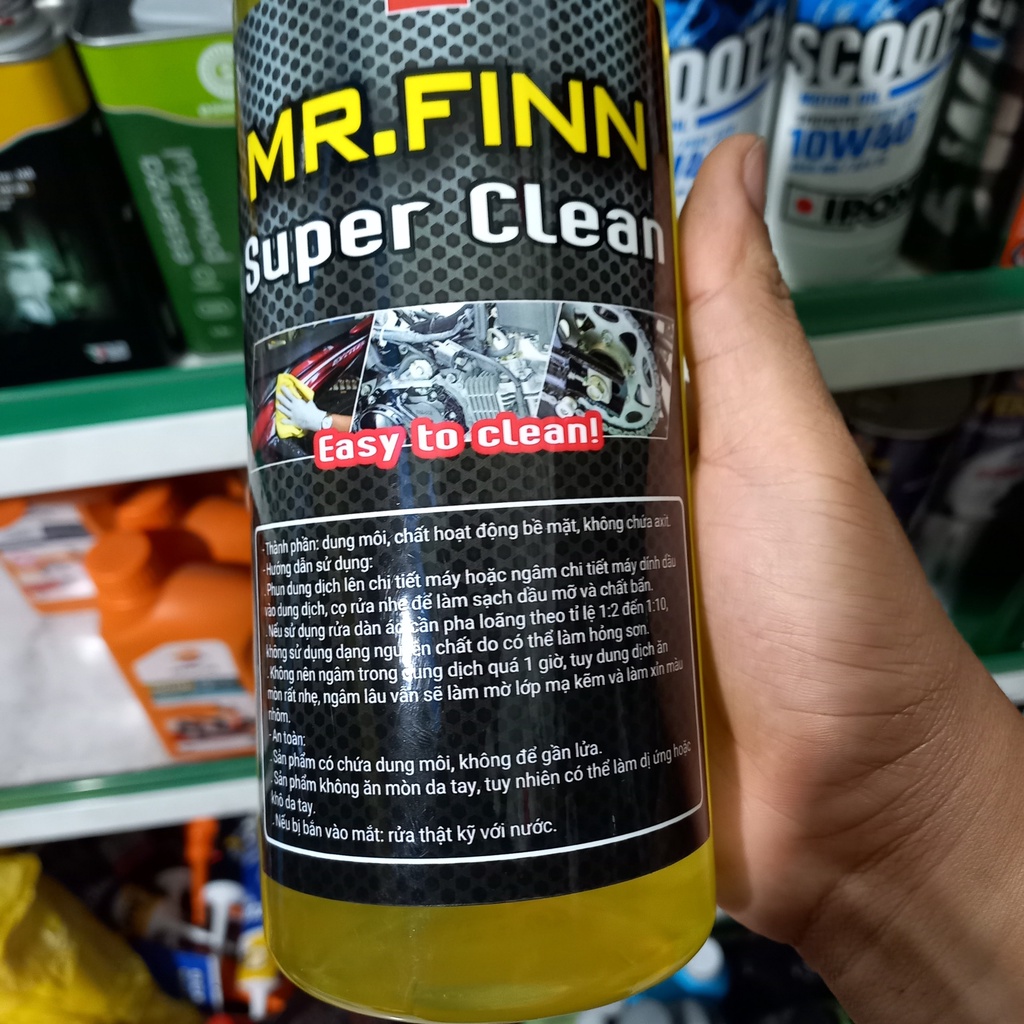 MR.FINN
Super Clean
Easy to clean!
- Thành phần: dung môi, chất hoạt động bề mặt, không chứa axit.
- Hướng dẫn sử dụng:
. Phun dung dịch lên chi tiết máy hoặc ngâm chi tiết máy dính dầu
vào dung dịch, cọ rửa nhẹ để làm sạch dầu mỡ và chất bẩn.
. Nếu sử dụng rửa dàn áo cần pha loãng theo tỉ lệ 1:2 đến 1:10,
không sử dụng dạng nguyên chất do có thể làm hỏng sơn.
. Không nên ngâm trong dung dịch quá 1 giờ, tuy dung dịch ăn
mòn rất nhẹ, ngâm lâu vẫn sẽ làm mờ lớp mạ kẽm và làm xỉn màu
nhôm.
- An toàn:
. Sản phẩm có chứa dung môi, không để gần lửa.
. Sản phẩm không ăn mòn da tay, tuy nhiên có thể làm dị ứng hoặc
khô da tay.
. Nếu bị bắn vào mắt: rửa thật kỹ với nước.
SCOOT
MOTOR OIL
10W40
IPON